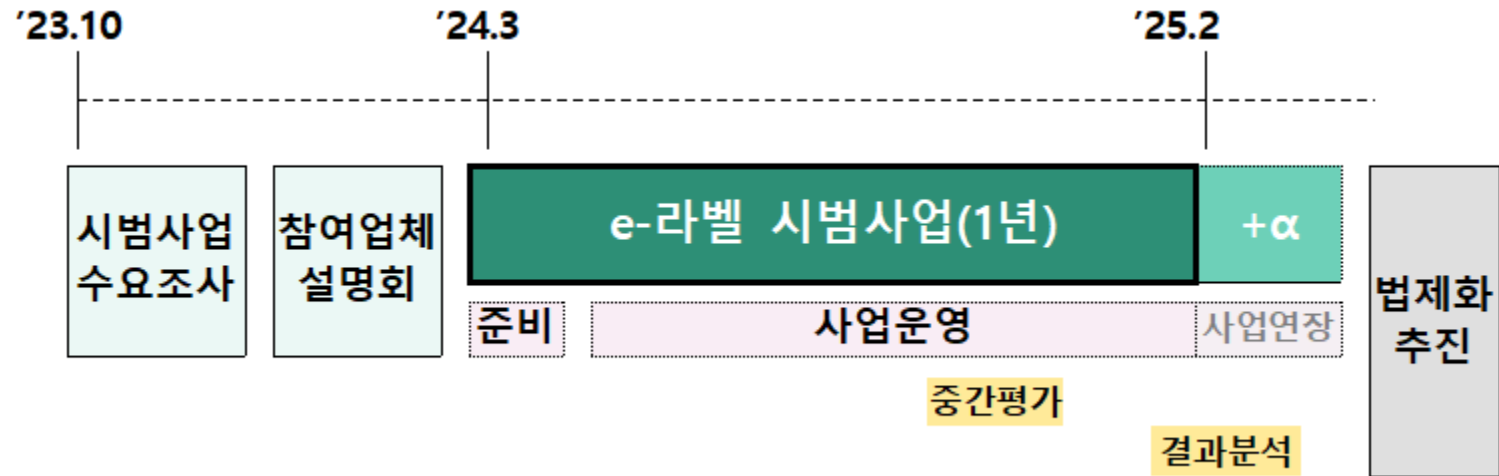 ’23.10
’24.3
’25.2
시범사업
수요조사
참여업체
설명회
e-라벨 시범사업(1년)
+α
준비
사업운영
사업연장
법제화
추진
중간평가
결과분석